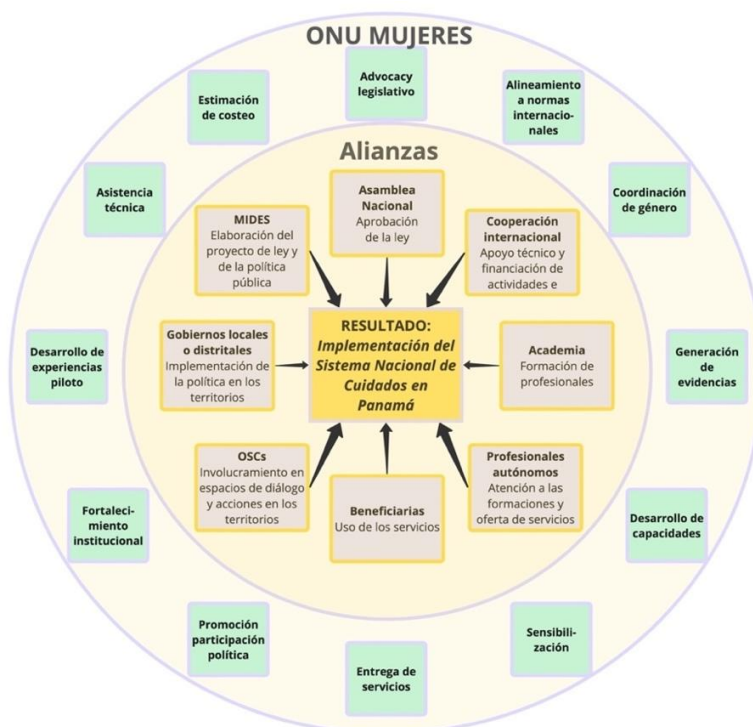 ONU MUJERES
Advocacy
legislativo
Estimación
de costeo
Alineamiento
a normas
internacio-
nales
Asistencia
técnica
Coordinación
de género
Alianzas
MIDES
Elaboración del
proyecto de ley y
de la política
pública
Asamblea
Nacional
Aprobación
de la ley
Cooperación
internacional
Apoyo técnico y
financiación de
actividades e
Desarrollo de
experiencias
piloto
Gobiernos locales
o distritales
Implementación de
la política en los
territorios
RESULTADO:
Implementación del
Sistema Nacional de
Cuidados en
Panamá
Academia
Formación de
profesionales
Generación
de
evidencias
OSCs
Involucramiento en
espacios de diálogo
y acciones en los
territorios
Beneficiarias
Uso de los servicios
Profesionales
autónomos
Atención a las
formaciones y
oferta de servicios
Fortaleci-
miento
institucional
Desarrollo de
capacidades
Promoción
participación
política
Entrega de
servicios
Sensibili-
zación